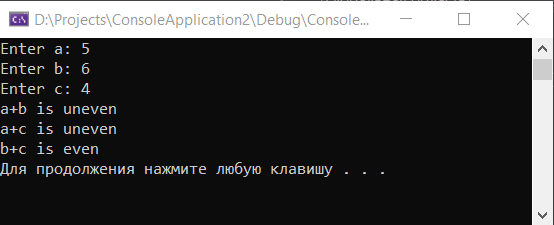 D:\Projects\ConsoleApplication2\Debug\Console...
Enter a: 5
Enter b: 6
Enter c: 4
a+b is uneven
a+c is uneven
b+c is even
Для продолжения нажмите любую клавишу . . .